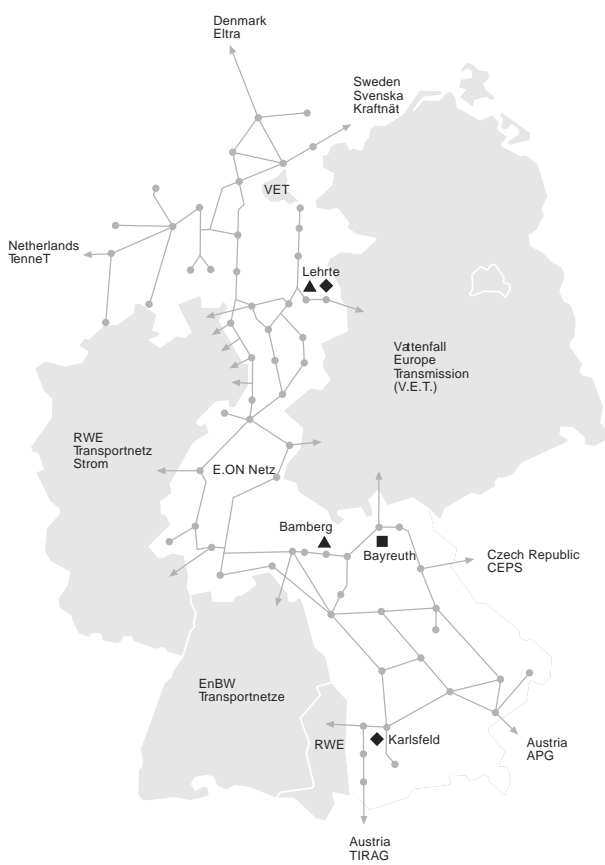 Denmark
Eltra
Sweden
Svenska
Kraftnät
VET
Netherlands
TenneT
Lehrte
Vattenfall
Europe
Transmission
(V.E.T.)
RWE
Transportnetz
Strom
E.ON Netz
Bamberg
Bayreuth
Czech Republic
CEPS
EnBW
Transportnetze
RWE
Karlsfeld
Austria
APG
Austria
TIRAG